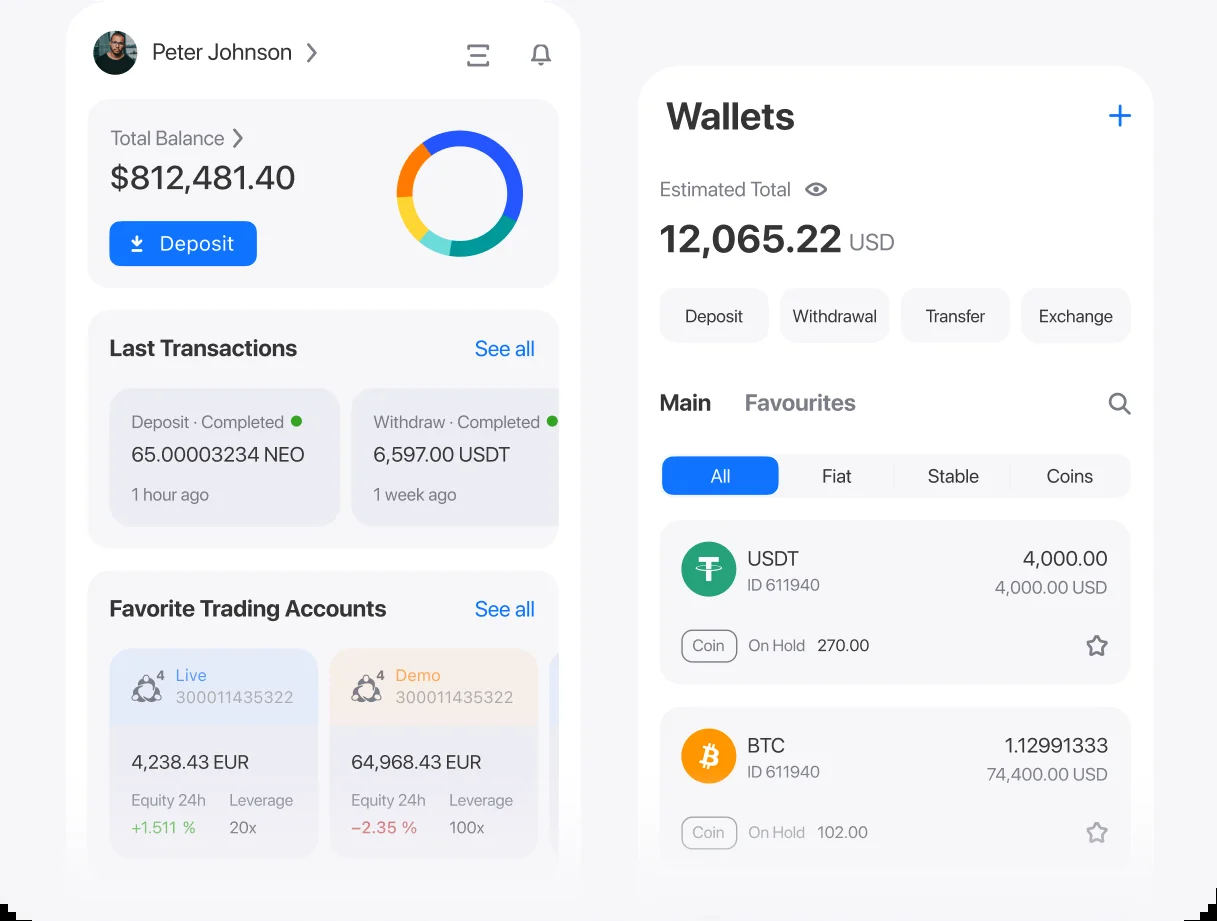 Peter Johnson
Total Balance
$812,481.40
Deposit
Last Transactions
See all
Deposit · Completed
65.00003234 NEO
1 hour ago
Withdraw · Completed
6,597.00 USDT
1 week ago
Favorite Trading Accounts
See all
4
Live
300011435322
4,238.43 EUR
Equity 24h
Leverage
+1.511 %
20x
4
Demo
300011435322
64,968.43 EUR
Equity 24h
Leverage
−2.35 %
100x
Wallets
Estimated Total
12,065.22 USD
Deposit
Withdrawal
Transfer
Exchange
Main
Favourites
All
Fiat
Stable
Coins
USDT
4,000.00
ID 611940
4,000.00 USD
Coin
On Hold 270.00
BTC
1.12991333
ID 611940
74,400.00 USD
Coin
On Hold 102.00